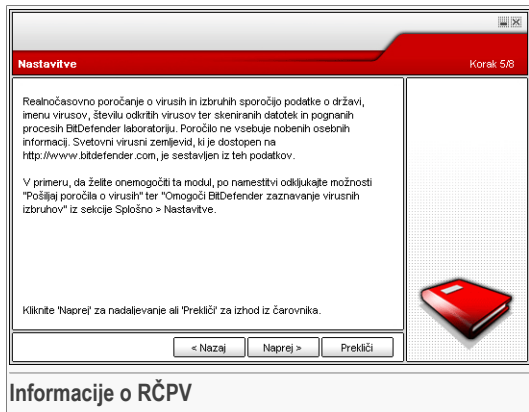 Nastavitve
Korak 5/8
Realnočasovno poročanje o virusih in izbruhih sporočijo podatke o državi,
imenu virusov, številu odkritih virusov ter skeniranih datotek in pognanih
procesih BitDefender laboratoriju. Poročilo ne vsebuje nobenih osebnih
informacij. Svetovni virusni zemljevid, ki je dostopen na
http://www.bitdefender.com, je sestavljen iz teh podatkov.
V primeru, da želite onemogočiti ta modul, po namestitvi odkljukajte možnosti
"Pošiljaj poročila o virusih" ter "Omogoči BitDefender zaznavanje virusnih
izbruhov" iz sekcije Splošno > Nastavitve.
Kliknite 'Naprej' za nadaljevanje ali 'Prekliči' za izhod iz čarovnika.
< Nazaj
Naprej >
Prekliči
Informacije o RČPV